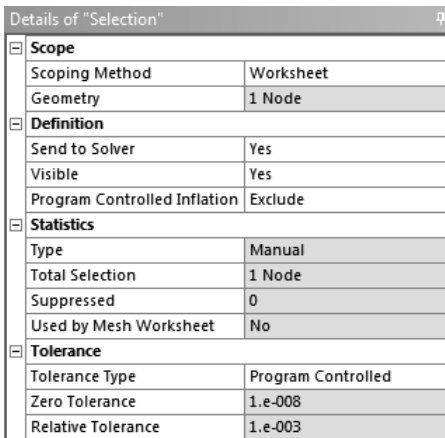 Details of "Selection"
Scope
Scoping Method Worksheet
Geometry 1 Node
Definition
Send to Solver Yes
Visible Yes
Program Controlled Inflation Exclude
Statistics
Type Manual
Total Selection 1 Node
Suppressed 0
Used by Mesh Worksheet No
Tolerance
Tolerance Type Program Controlled
Zero Tolerance 1.e-008
Relative Tolerance 1.e-003